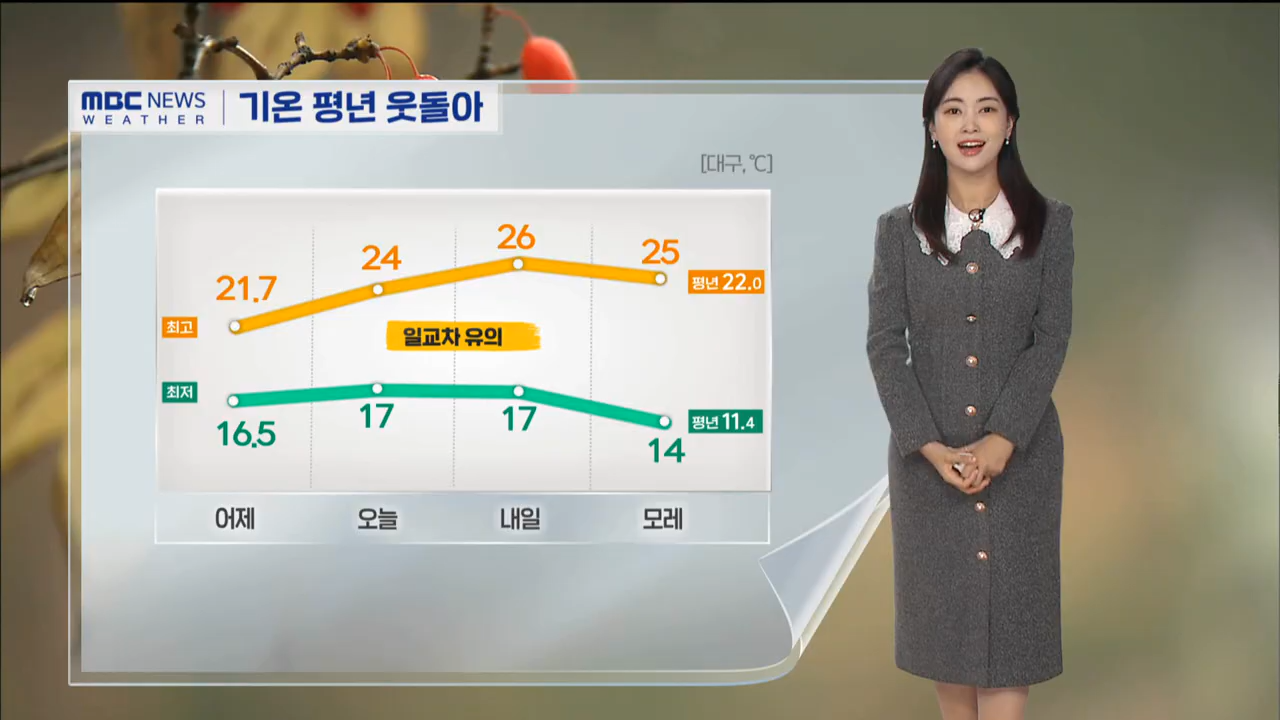 MBC NEWS WEATHER 기온 평년 웃돌아
[대구, ℃]
21.7 24 26 25
최고 평년 22.0
일교차 유의
최저 평년 11.4
16.5 17 17 14
어제 오늘 내일 모레